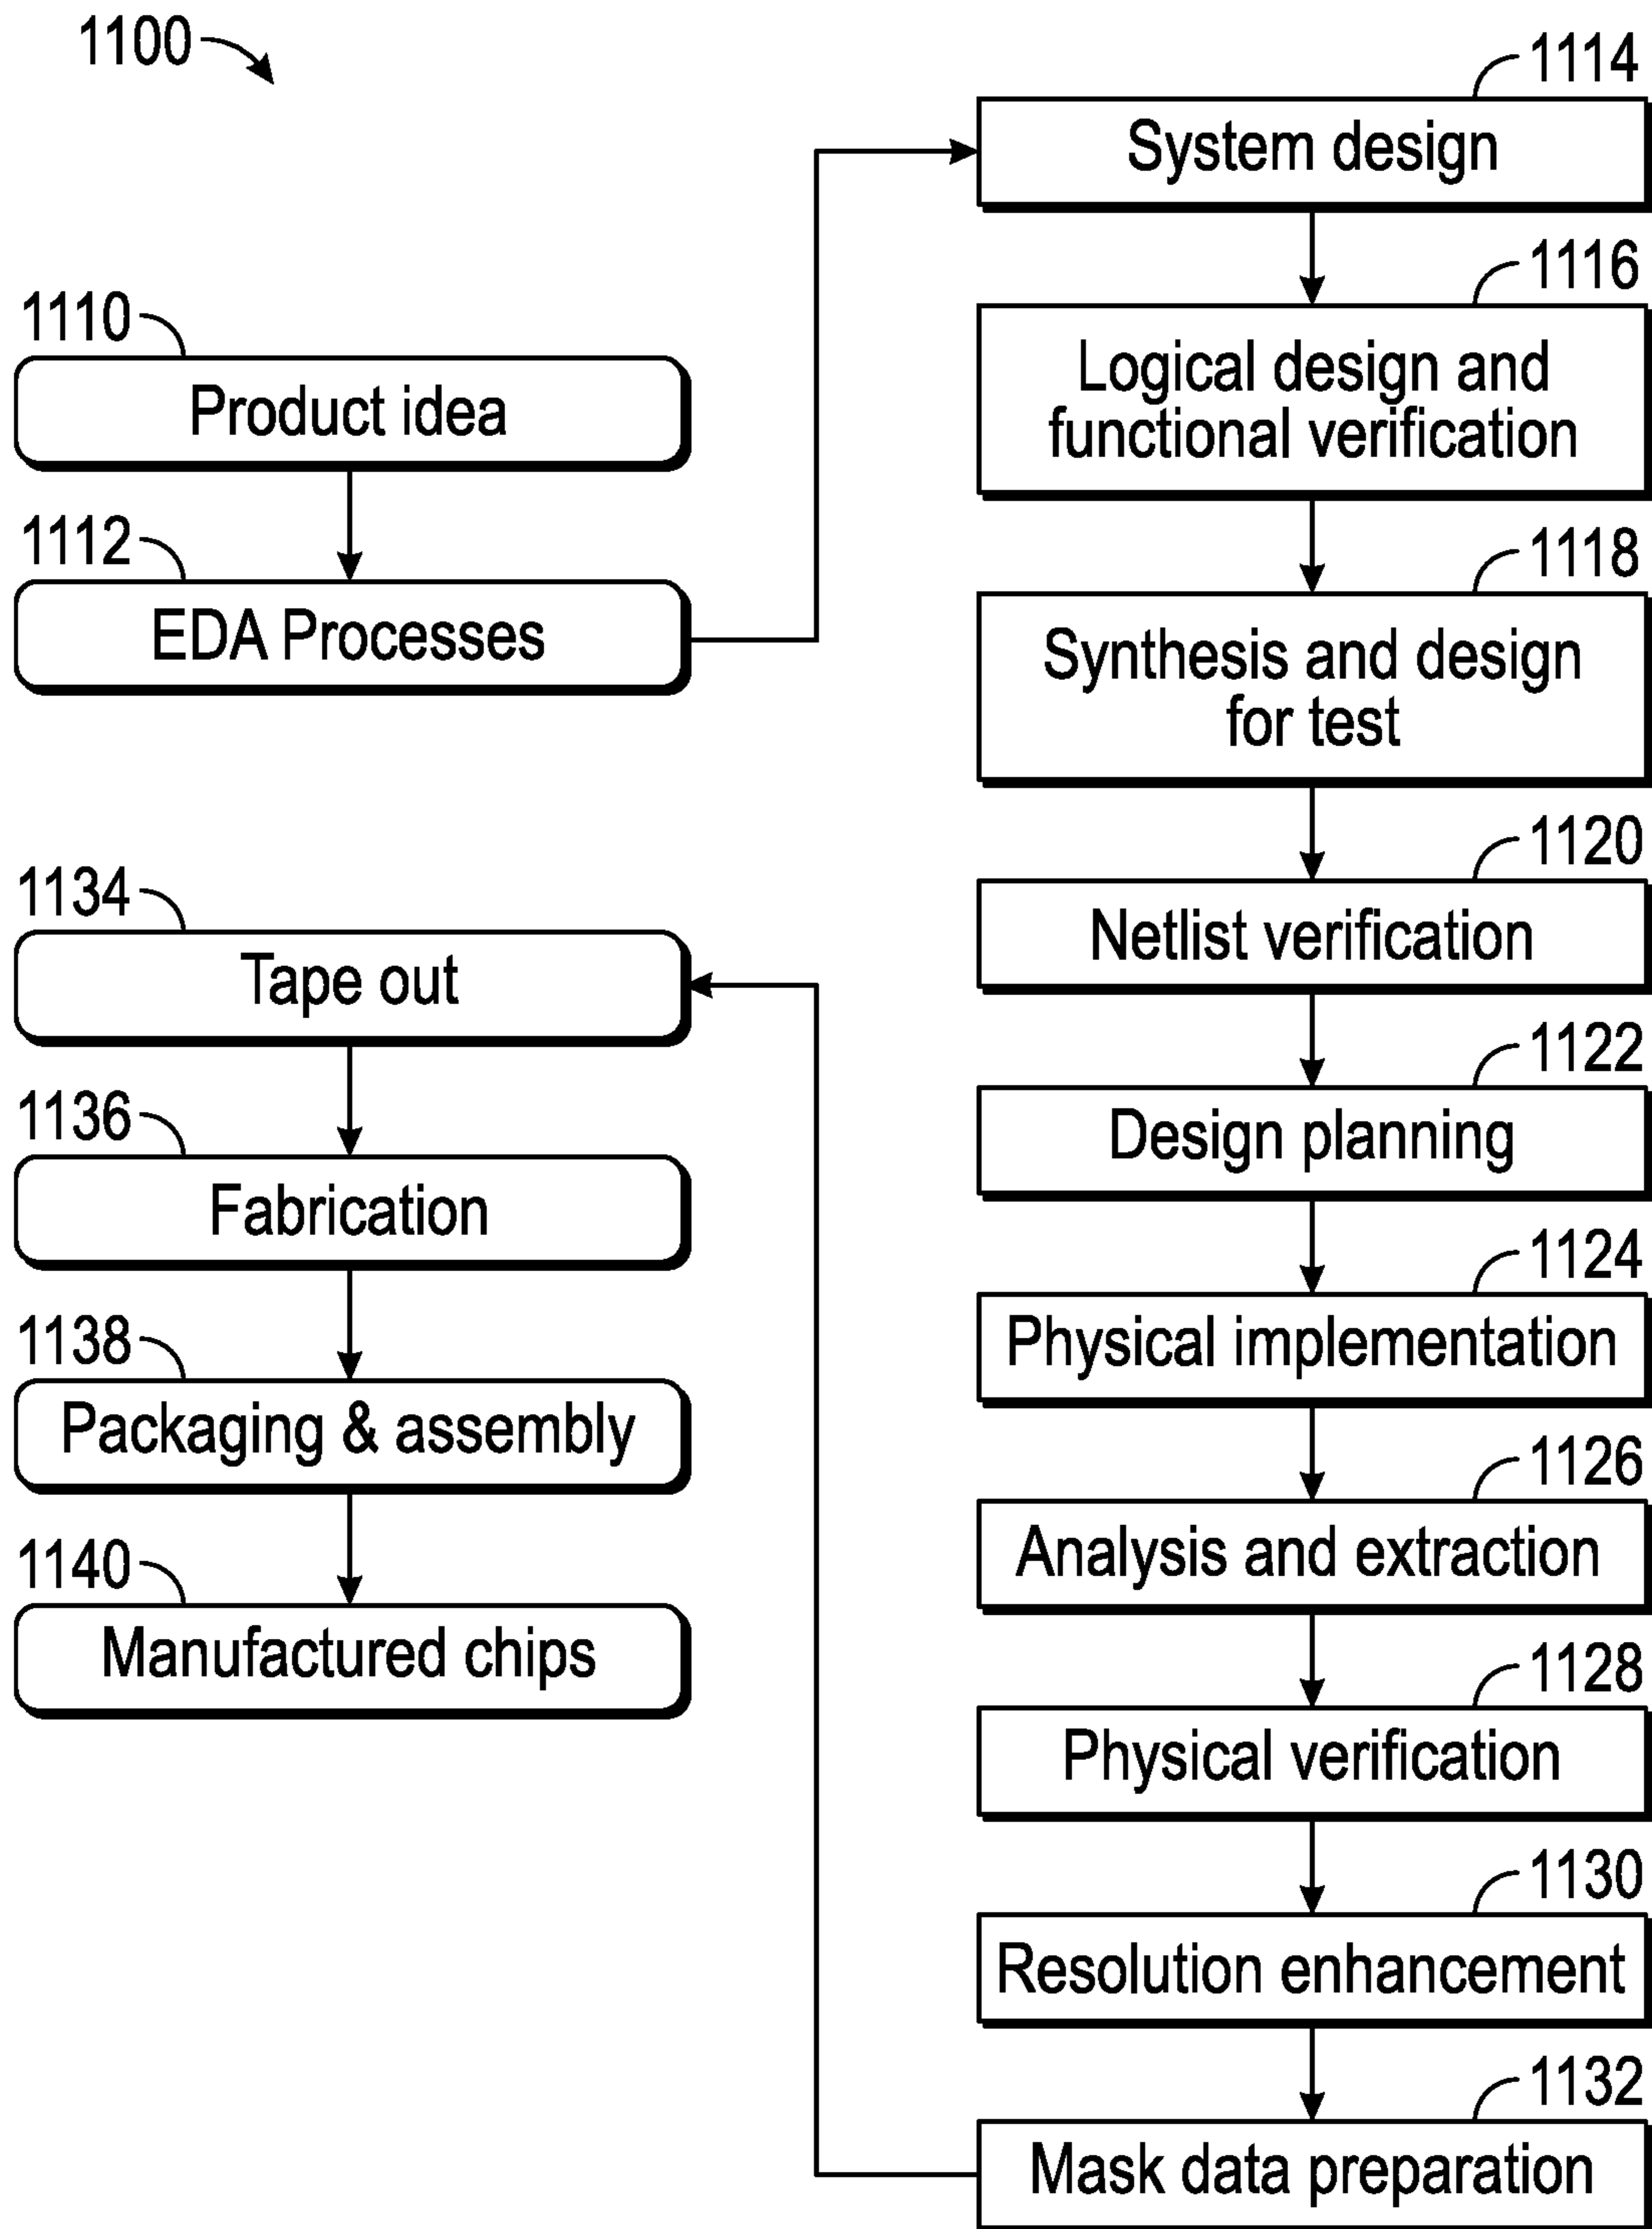 1100
1110
Product idea
1112
EDA Processes
1114
System design
1116
Logical design and
functional verification
1118
Synthesis and design
for test
1120
Netlist verification
1122
Design planning
1124
Physical implementation
1126
Analysis and extraction
1128
Physical verification
1130
Resolution enhancement
1132
Mask data preparation
1134
Tape out
1136
Fabrication
1138
Packaging & assembly
1140
Manufactured chips